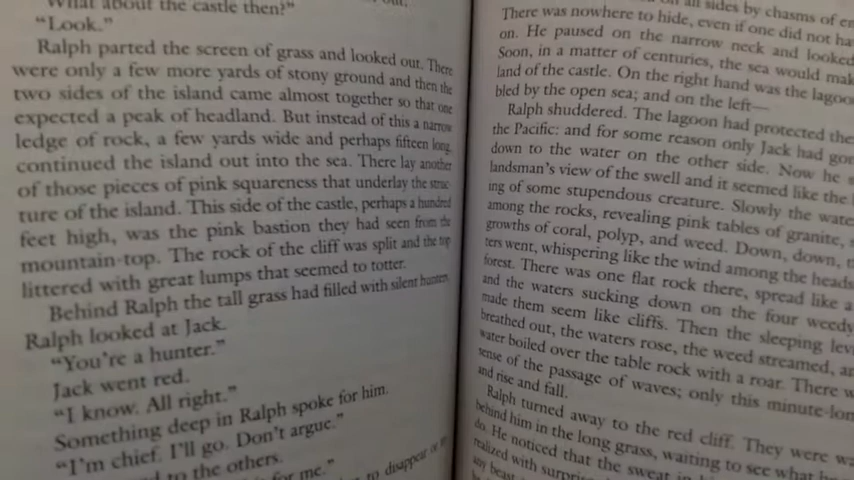 What about the castle then?"
"Look."
Ralph parted the screen of grass and looked out. There
were only a few more yards of stony ground and then the
two sides of the island came almost together so that one
expected a peak of headland. But instead of this a narrow
ledge of rock, a few yards wide and perhaps fifteen long,
continued the island out into the sea. There lay another
of those pieces of pink squareness that underlay the struc-
ture of the island. This side of the castle, perhaps a hundred
feet high, was the pink bastion they had seen from the
mountain-top. The rock of the cliff was split and the top
littered with great lumps that seemed to totter.
Behind Ralph the tall grass had filled with silent hunters.
Ralph looked at Jack.
"You're a hunter."
Jack went red.
"I know. All right."
Something deep in Ralph spoke for him.
"I'm chief. I'll go. Don't argue."
to the others.
for me."
to disappear or
on all sides by chasms of
There was nowhere to hide, even if one did not
on. He paused on the narrow neck and looked
Soon, in a matter of centuries, the sea would
land of the castle. On the right hand was the
bled by the open sea; and on the left—
Ralph shuddered. The lagoon had protected
the Pacific: and for some reason only Jack had
down to the water on the other side. Now he
landsman's view of the swell and it seemed like the
ing of some stupendous creature. Slowly the
among the rocks, revealing pink tables of granite,
growths of coral, polyp, and weed. Down, down,
ters went, whispering like the wind among the heads
forest. There was one flat rock there, spread like a
and the waters sucking down on the four weedy
made them seem like cliffs. Then the sleeping
breathed out, the waters rose, the weed streamed,
water boiled over the table rock with a roar. There
sense of the passage of waves; only this
and rise and fall.
Ralph turned away to the red cliff. They were
behind him in the long grass, waiting to see what
do. He noticed that the sweat in
realized with
any